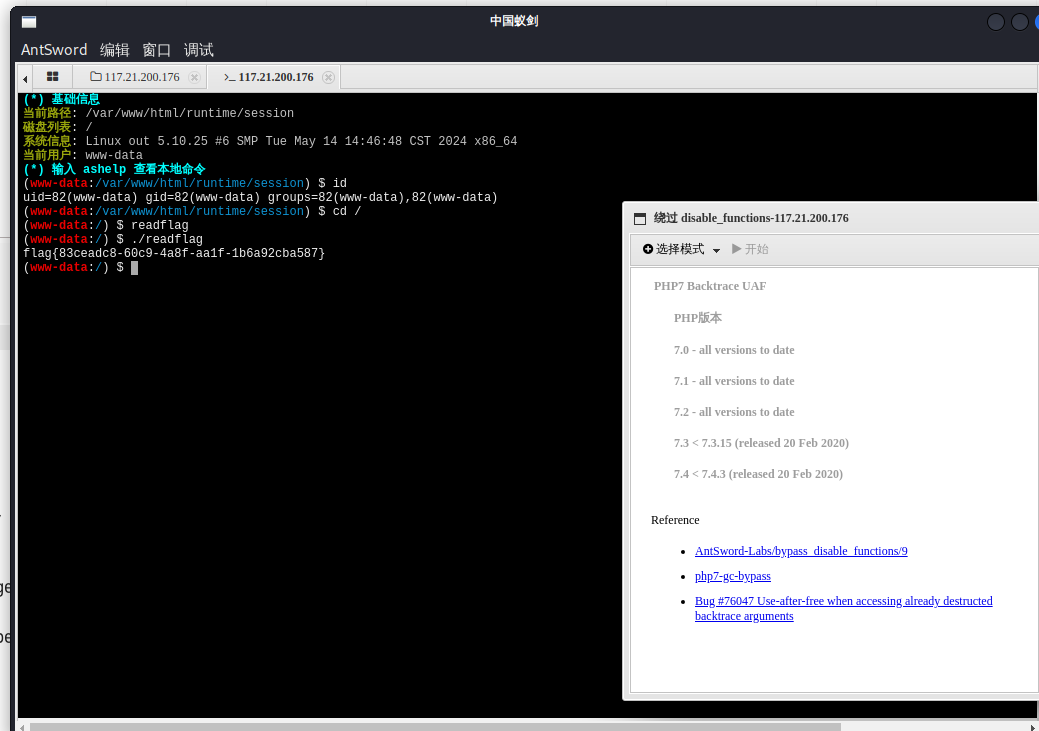 中国蚁剑
AntSword 编辑 窗口 调试
117.21.200.176 >_ 117.21.200.176
(*) 基础信息
当前路径: /var/www/html/runtime/session
磁盘列表: /
系统信息: Linux out 5.10.25 #6 SMP Tue May 14 14:46:48 CST 2024 x86_64
当前用户: www-data
(*) 输入 ashelp 查看本地命令
(www-data:/var/www/html/runtime/session) $ id
uid=82(www-data) gid=82(www-data) groups=82(www-data),82(www-data)
(www-data:/var/www/html/runtime/session) $ cd /
(www-data:/) $ readflag
(www-data:/) $ ./readflag
flag{83ceadc8-60c9-4a8f-aa1f-1b6a92cba587}
(www-data:/) $
绕过 disable_functions-117.21.200.176
选择模式 开始
PHP7 Backtrace UAF
PHP版本
7.0 - all versions to date
7.1 - all versions to date
7.2 - all versions to date
7.3 < 7.3.15 (released 20 Feb 2020)
7.4 < 7.4.3 (released 20 Feb 2020)
Reference
AntSword-Labs/bypass_disable_functions/9
php7-gc-bypass
Bug #76047 Use-after-free when accessing already destructed
backtrace arguments